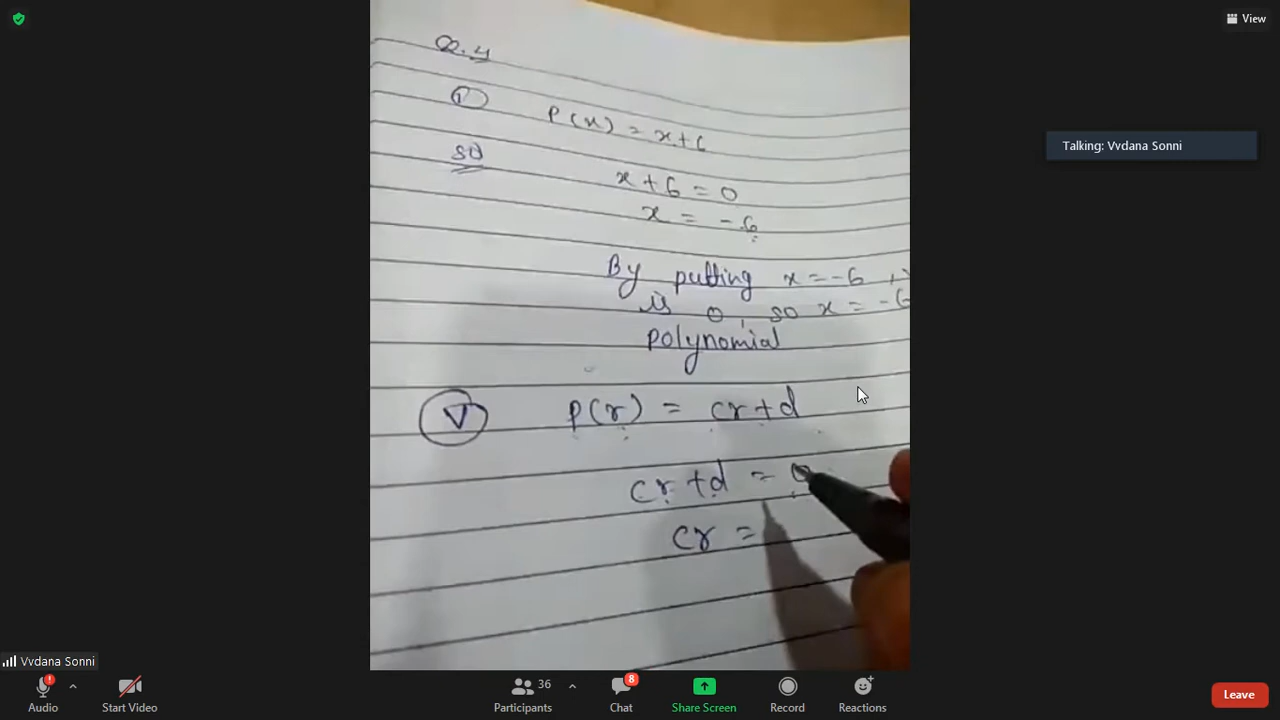 View
Talking: Vvdana Sonni
Q.4
P(x) = x+6
x + 6 = 0
x = -6
By putting x = -6
is 0, so x = -6
polynomial
V P(r) = cr + d
cr + d = 0
cr =
Vvdana Sonni
Audio
Start Video
36
Participants
8
Chat
Share Screen
Record
Reactions
Leave